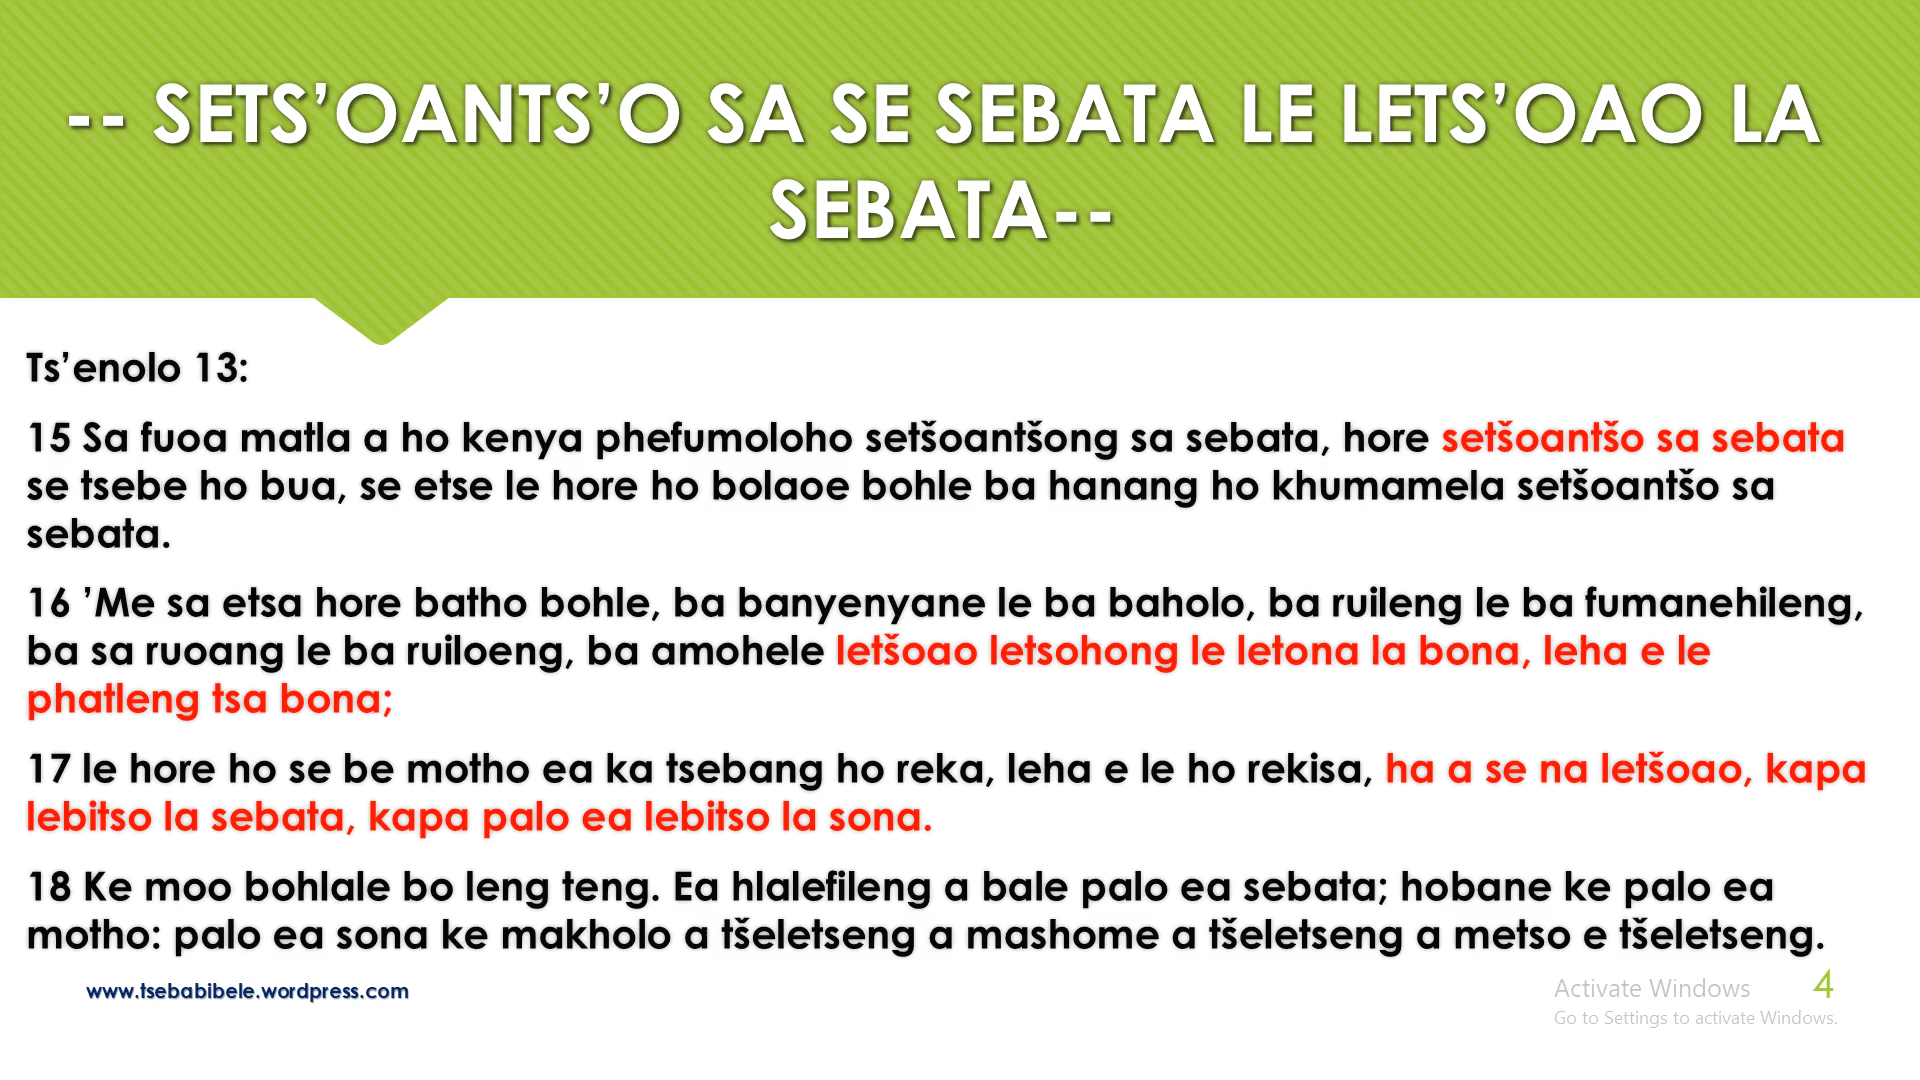 -- SETS’OANTS’O SA SE SEBATA LE LETS’OAO LA
SEBATA--
Ts’enolo 13:
15 Sa fuoa matla a ho kenya phefumoloho setšoantšong sa sebata, hore setšoantšo sa sebata
se tsebe ho bua, se etse le hore ho bolaoe bohle ba hanang ho khumamela setšoantšo sa
sebata.
16 ’Me sa etsa hore batho bohle, ba banyenyane le ba baholo, ba ruileng le ba fumanehileng,
ba sa ruoang le ba ruiloeng, ba amohele letšoao letsohong le letona la bona, leha e le
phatleng tsa bona;
17 le hore ho se be motho ea ka tsebang ho reka, leha e le ho rekisa, ha a se na letšoao, kapa
lebitso la sebata, kapa palo ea lebitso la sona.
18 Ke moo bohlale bo leng teng. Ea hlalefileng a bale palo ea sebata; hobane ke palo ea
motho: palo ea sona ke makholo a tšeletseng a mashome a tšeletseng a metso e tšeletseng.
www.tsebabibele.wordpress.com
Activate Windows
4
Go to Settings to activate Windows.